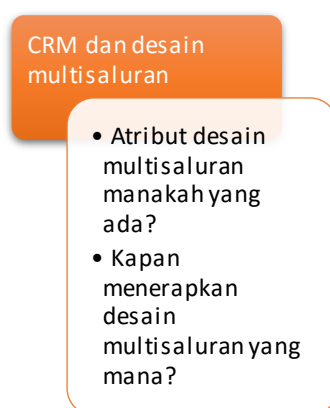 CRM dan desain
multisaluran
• Atribut desain
multisaluran
manakah yang
ada?
• Kapan
menerapkan
desain
multisaluran yang
mana?